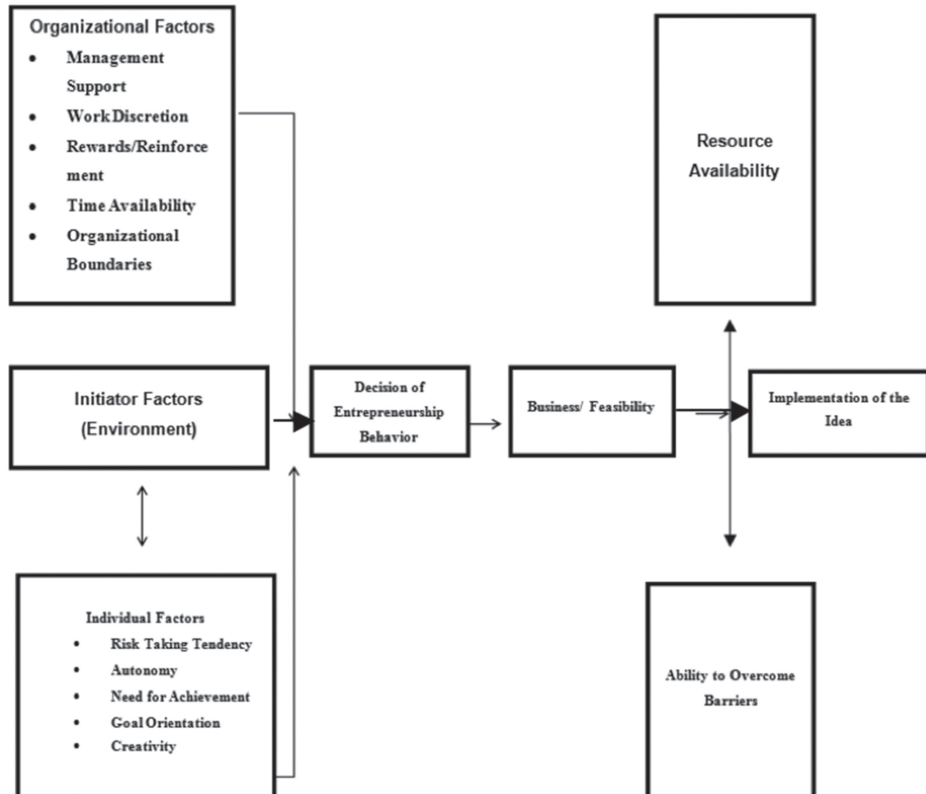 Organizational Factors
• Management
Support
• Work Discretion
• Rewards/Reinforce
ment
• Time Availability
• Organizational
Boundaries
Resource
Availability
Initiator Factors
(Environment)
Decision of
Entrepreneurship
Behavior
Business/ Feasibility
Implementation of the
Idea
Individual Factors
• Risk Taking Tendency
• Autonomy
• Need for Achievement
• Goal Orientation
• Creativity
Ability to Overcome
Barriers